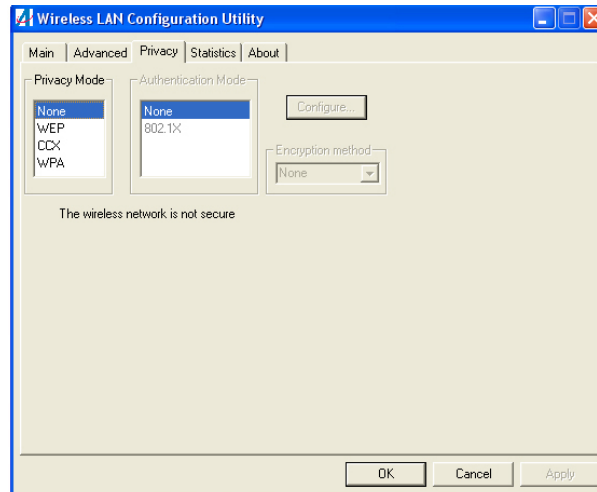 Wireless LAN Configuration Utility
Main Advanced Privacy Statistics About
Privacy Mode
None
WEP
CCX
WPA
Authentication Mode
None
802.1X
Configure...
Encryption method
None
The wireless network is not secure
OK Cancel Apply